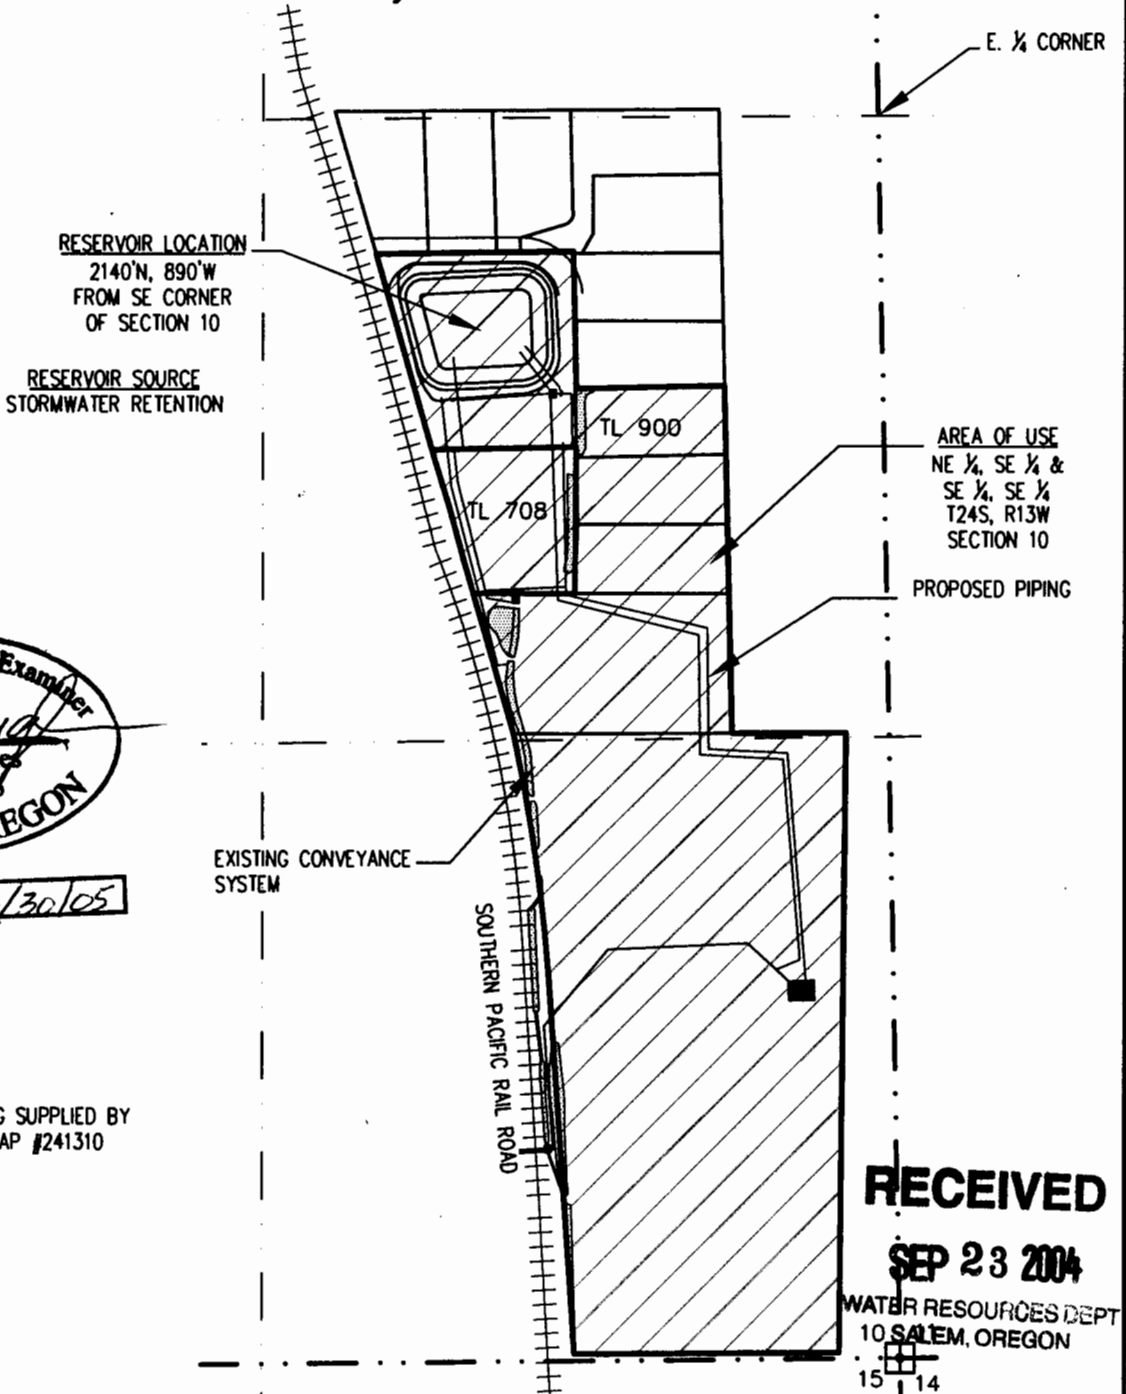 E. ¼ CORNER
RESERVOIR LOCATION
2140'N, 890'W
FROM SE CORNER
OF SECTION 10
RESERVOIR SOURCE
STORMWATER RETENTION
TL 900
AREA OF USE
NE ¼, SE ¼ &
SE ¼, SE ¼
T24S, R13W
SECTION 10
TL 708
PROPOSED PIPING
Examiner
EGON
/30/05
EXISTING CONVEYANCE
SYSTEM
SOUTHERN PACIFIC RAIL ROAD
SUPPLIED BY
AP #241310
RECEIVED
SEP 23 2004
WATER RESOURCES DEPT
SALEM, OREGON
10
15 14